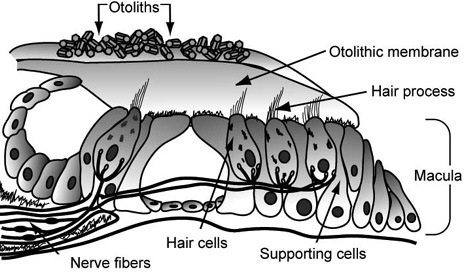 Otoliths
Otolithic membrane
Hair process
Macula
Hair cells
Supporting cells
Nerve fibers